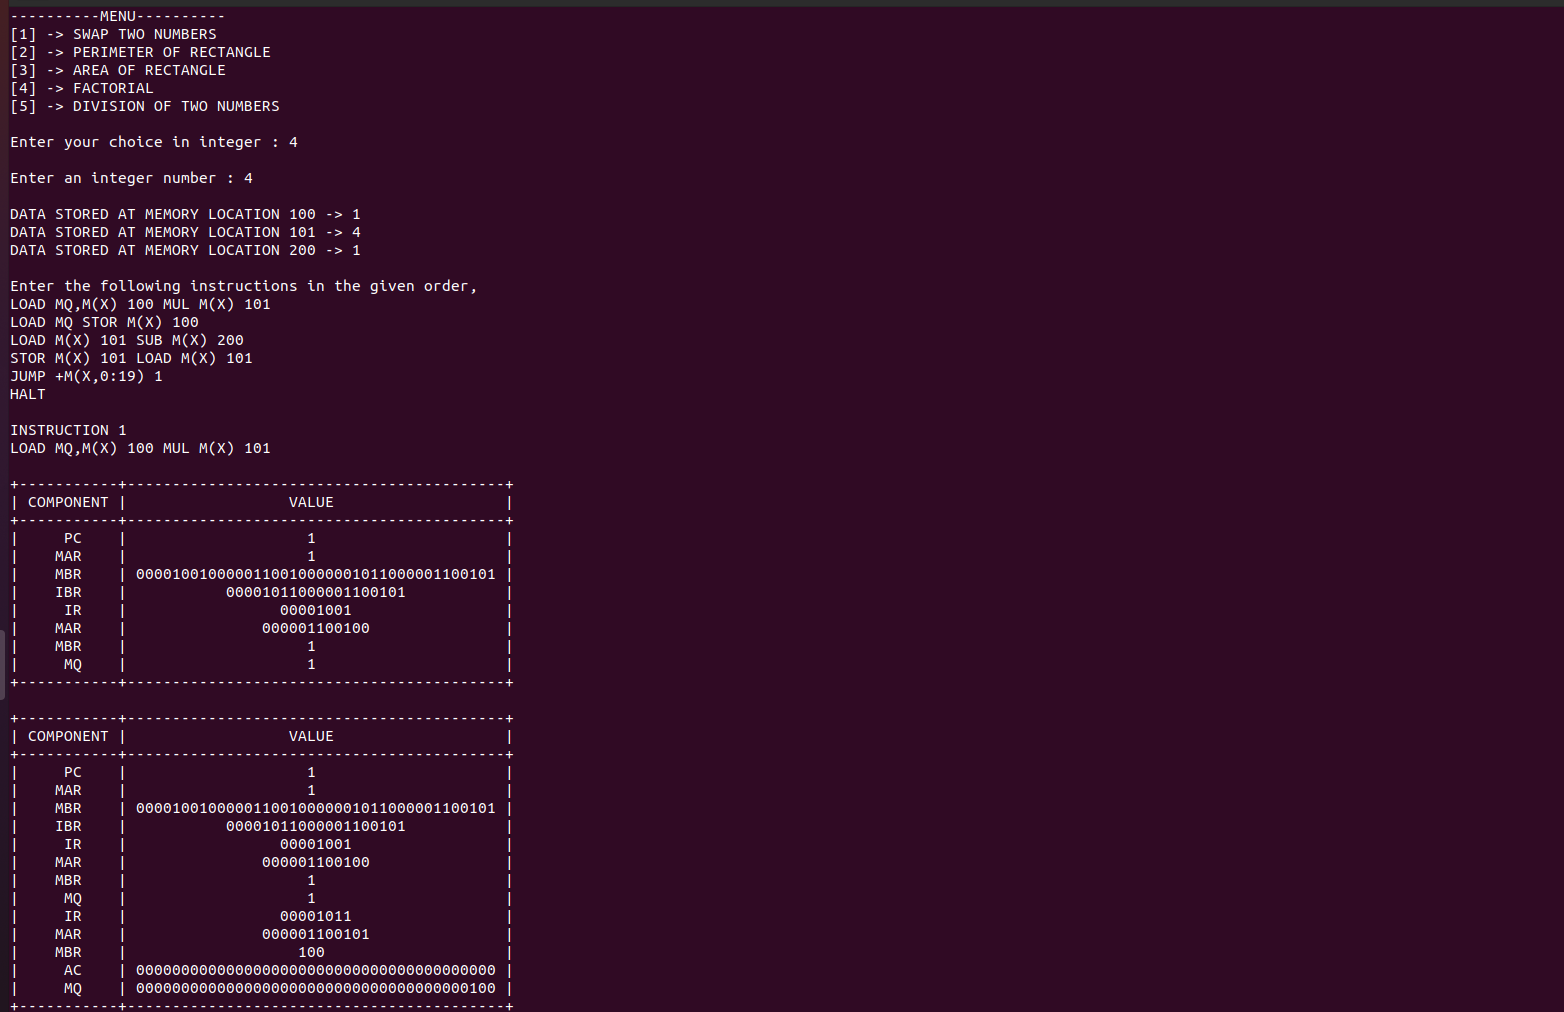 ----------MENU----------
[1] -> SWAP TWO NUMBERS
[2] -> PERIMETER OF RECTANGLE
[3] -> AREA OF RECTANGLE
[4] -> FACTORIAL
[5] -> DIVISION OF TWO NUMBERS
Enter your choice in integer : 4
Enter an integer number : 4
DATA STORED AT MEMORY LOCATION 100 -> 1
DATA STORED AT MEMORY LOCATION 101 -> 4
DATA STORED AT MEMORY LOCATION 200 -> 1
Enter the following instructions in the given order,
LOAD MQ,M(X) 100 MUL M(X) 101
LOAD MQ STOR M(X) 100
LOAD M(X) 101 SUB M(X) 200
STOR M(X) 101 LOAD M(X) 101
JUMP +M(X,0:19) 1
HALT
INSTRUCTION 1
LOAD MQ,M(X) 100 MUL M(X) 101
+-----------+------------------------------------------+
| COMPONENT |                  VALUE                   |
+-----------+------------------------------------------+
|     PC    |                    1                     |
|    MAR    |                    1                     |
|    MBR    | 0000100100000110010000001011000001100101 |
|    IBR    |           00001011000001100101           |
|     IR    |                 00001001                 |
|    MAR    |               000001100100               |
|    MBR    |                    1                     |
|     MQ    |                    1                     |
+-----------+------------------------------------------+
+-----------+------------------------------------------+
| COMPONENT |                  VALUE                   |
+-----------+------------------------------------------+
|     PC    |                    1                     |
|    MAR    |                    1                     |
|    MBR    | 0000100100000110010000001011000001100101 |
|    IBR    |           00001011000001100101           |
|     IR    |                 00001001                 |
|    MAR    |               000001100100               |
|    MBR    |                    1                     |
|     MQ    |                    1                     |
|     IR    |                 00001011                 |
|    MAR    |               000001100101               |
|    MBR    |                   100                    |
|     AC    | 0000000000000000000000000000000000000000 |
|     MQ    | 0000000000000000000000000000000000000100 |
+-----------+------------------------------------------+